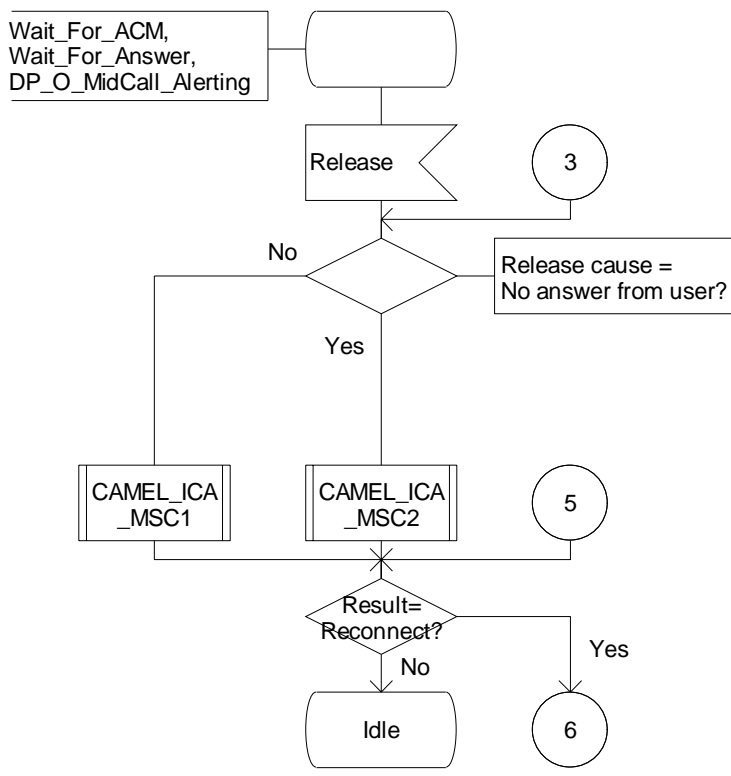 Wait_For_ACM,
Wait_For_Answer,
DP_O_MidCall_Alerting
Release
3
No
Release cause =
No answer from user?
Yes
CAMEL_ICA
_MSC1
CAMEL_ICA
_MSC2
5
Result=
Reconnect?
Yes
No
Idle
6